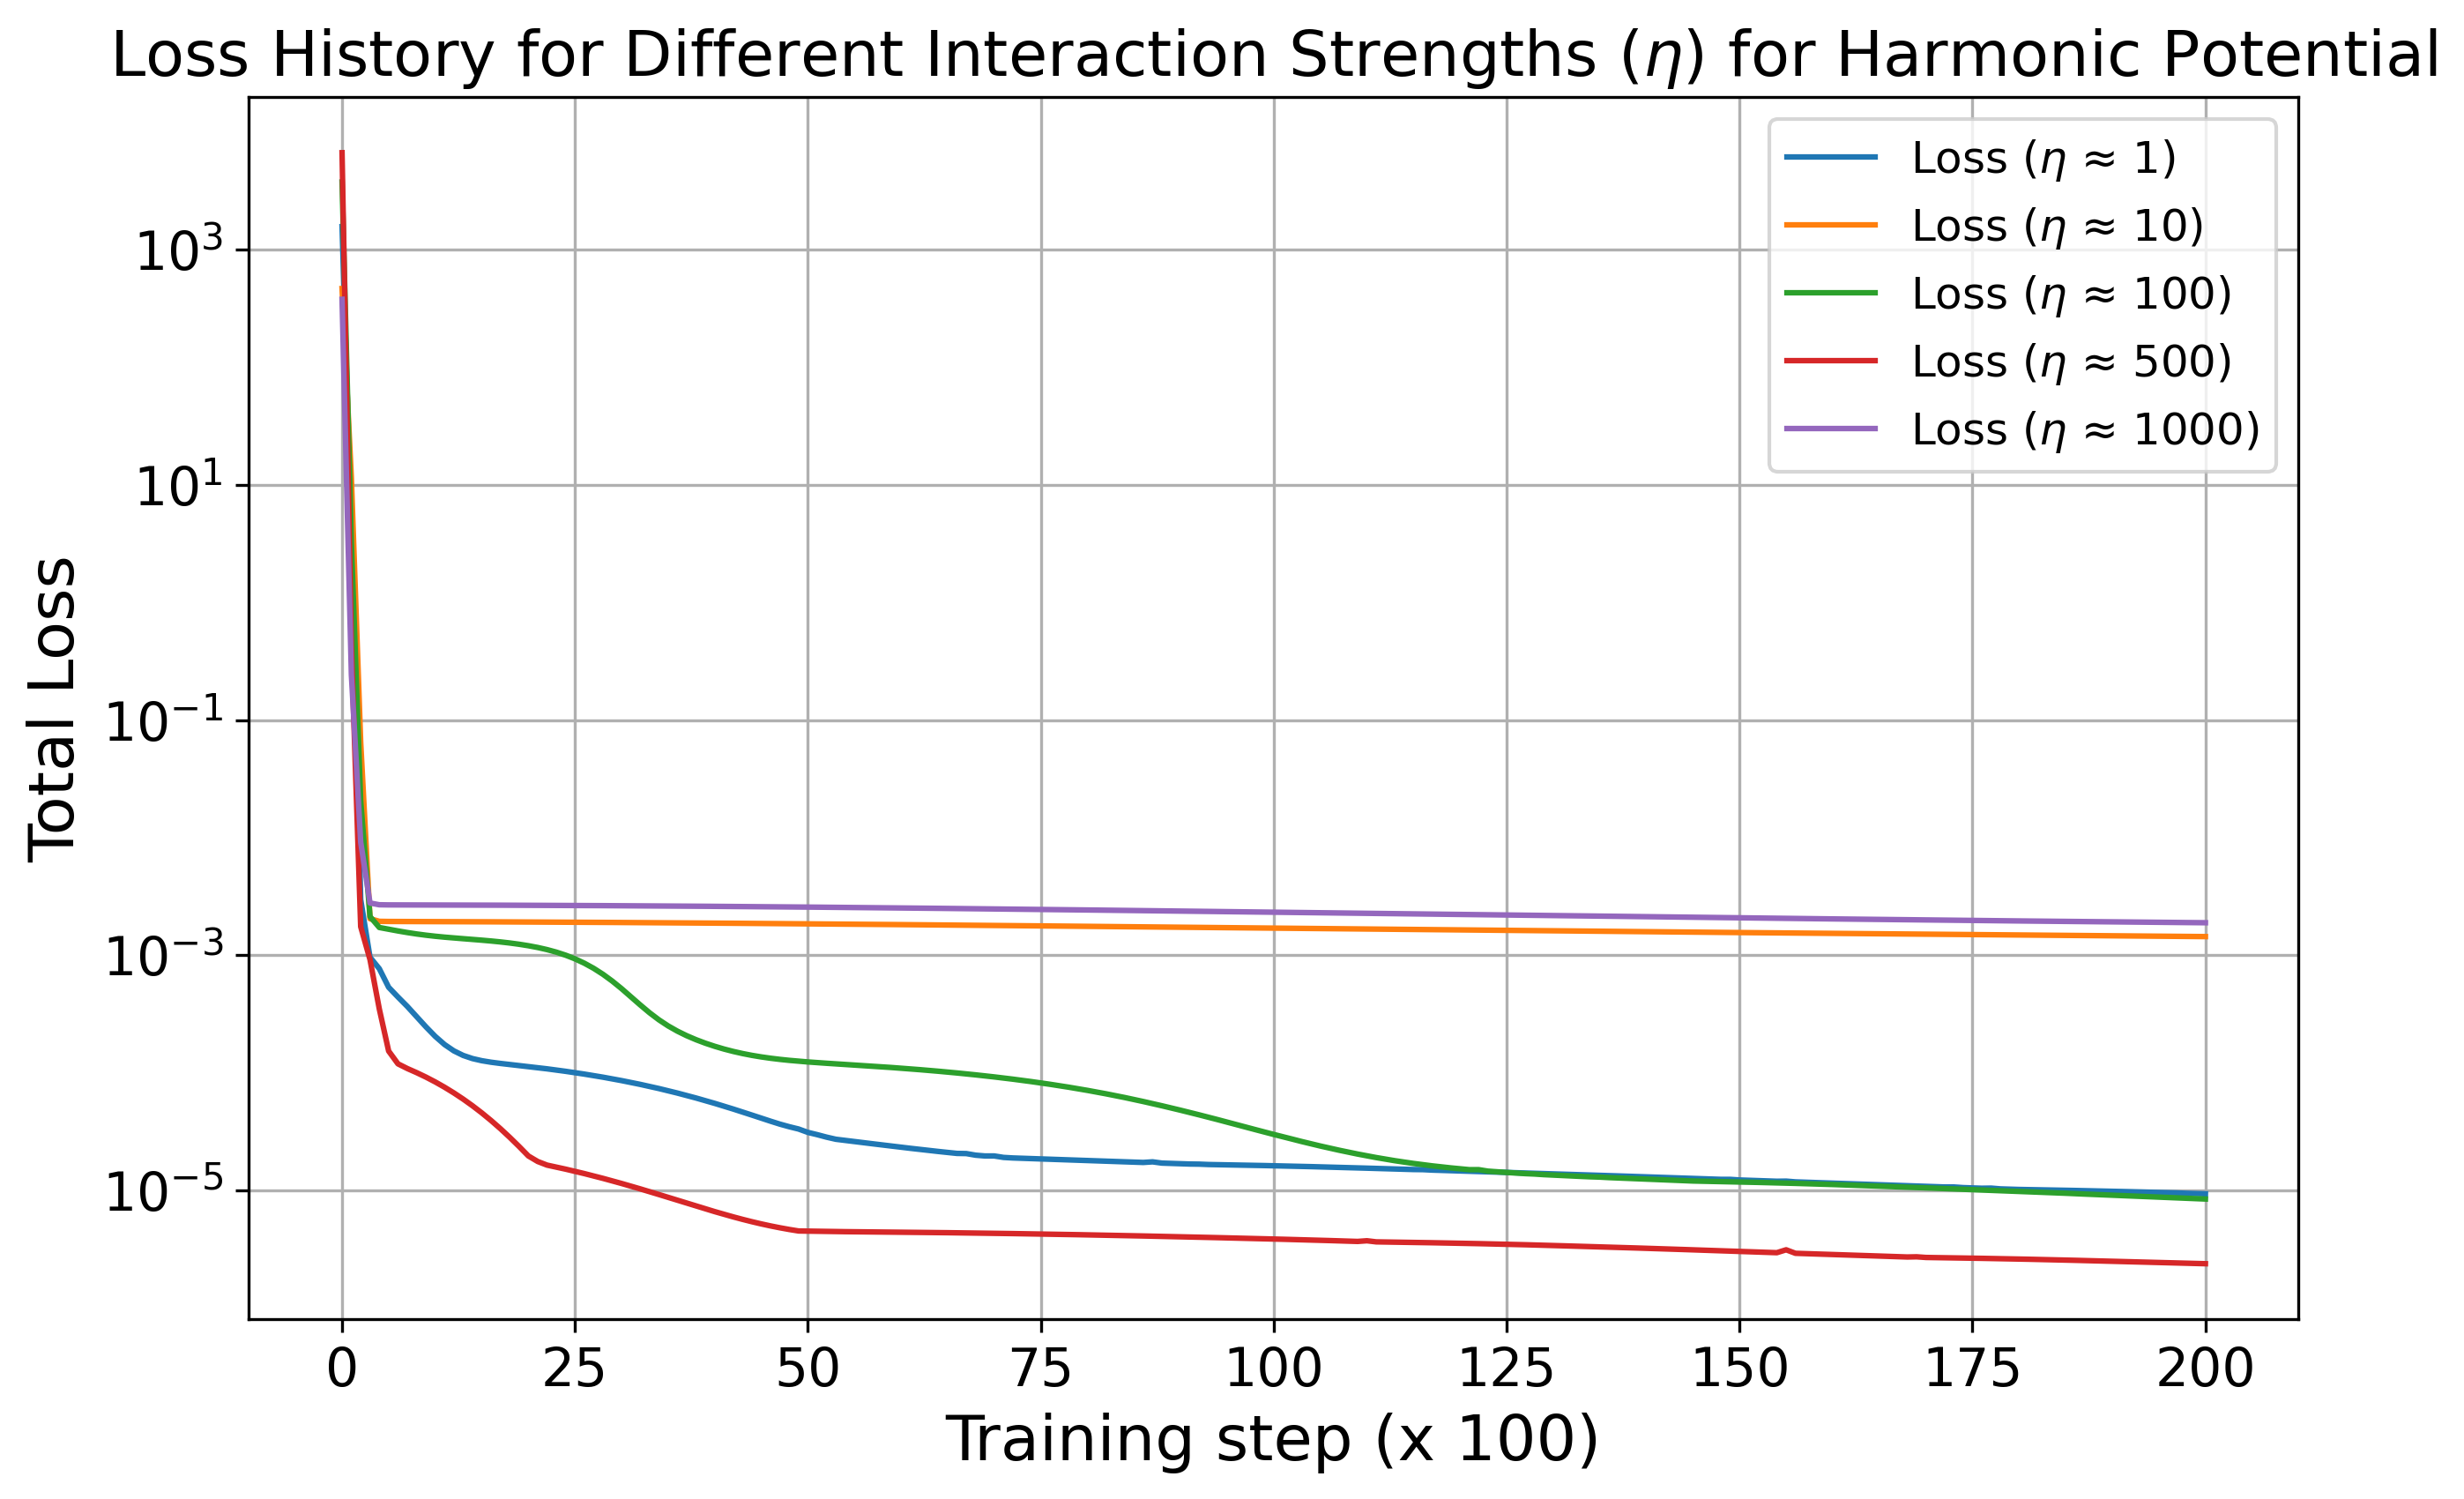 Loss History for Different Interaction Strengths (η) for Harmonic Potential
Loss (η ≈ 1)
Loss (η ≈ 10)
Loss (η ≈ 100)
Loss (η ≈ 500)
Loss (η ≈ 1000)
Total Loss
10³
10¹
10⁻¹
10⁻³
10⁻⁵
0 25 50 75 100 125 150 175 200
Training step (x 100)